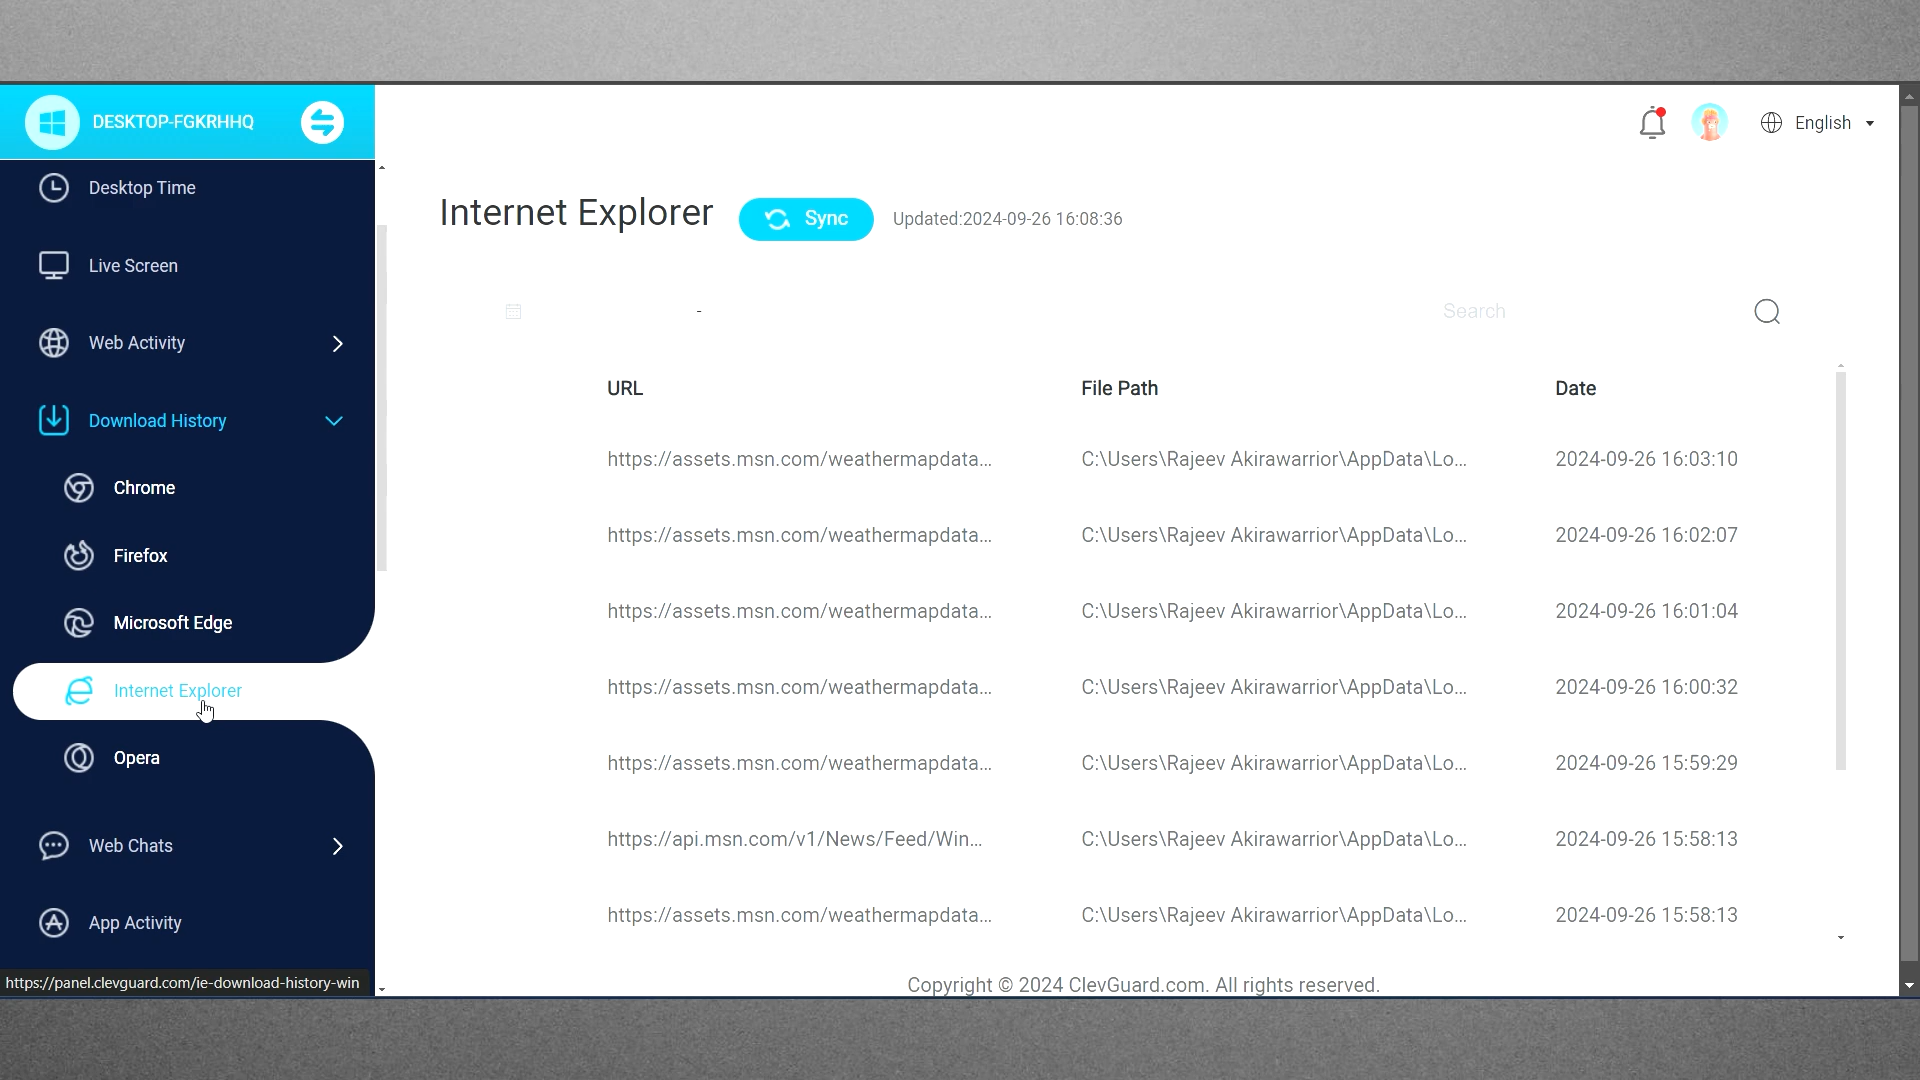 DESKTOP-FGKRHHQ
English
Desktop Time
Live Screen
Web Activity
Download History
Chrome
Firefox
Microsoft Edge
Internet Explorer
Opera
Web Chats
App Activity
https://panel.clevguard.com/ie-download-history-win
Internet Explorer
Sync
Updated:2024-09-26 16:08:36
-
Search
URL File Path Date
https://assets.msn.com/weathermapdata... C:\Users\Rajeev Akirawarrior\AppData\Lo... 2024-09-26 16:03:10
https://assets.msn.com/weathermapdata... C:\Users\Rajeev Akirawarrior\AppData\Lo... 2024-09-26 16:02:07
https://assets.msn.com/weathermapdata... C:\Users\Rajeev Akirawarrior\AppData\Lo... 2024-09-26 16:01:04
https://assets.msn.com/weathermapdata... C:\Users\Rajeev Akirawarrior\AppData\Lo... 2024-09-26 16:00:32
https://assets.msn.com/weathermapdata... C:\Users\Rajeev Akirawarrior\AppData\Lo... 2024-09-26 15:59:29
https://api.msn.com/v1/News/Feed/Win... C:\Users\Rajeev Akirawarrior\AppData\Lo... 2024-09-26 15:58:13
https://assets.msn.com/weathermapdata... C:\Users\Rajeev Akirawarrior\AppData\Lo... 2024-09-26 15:58:13
Copyright © 2024 ClevGuard.com. All rights reserved.